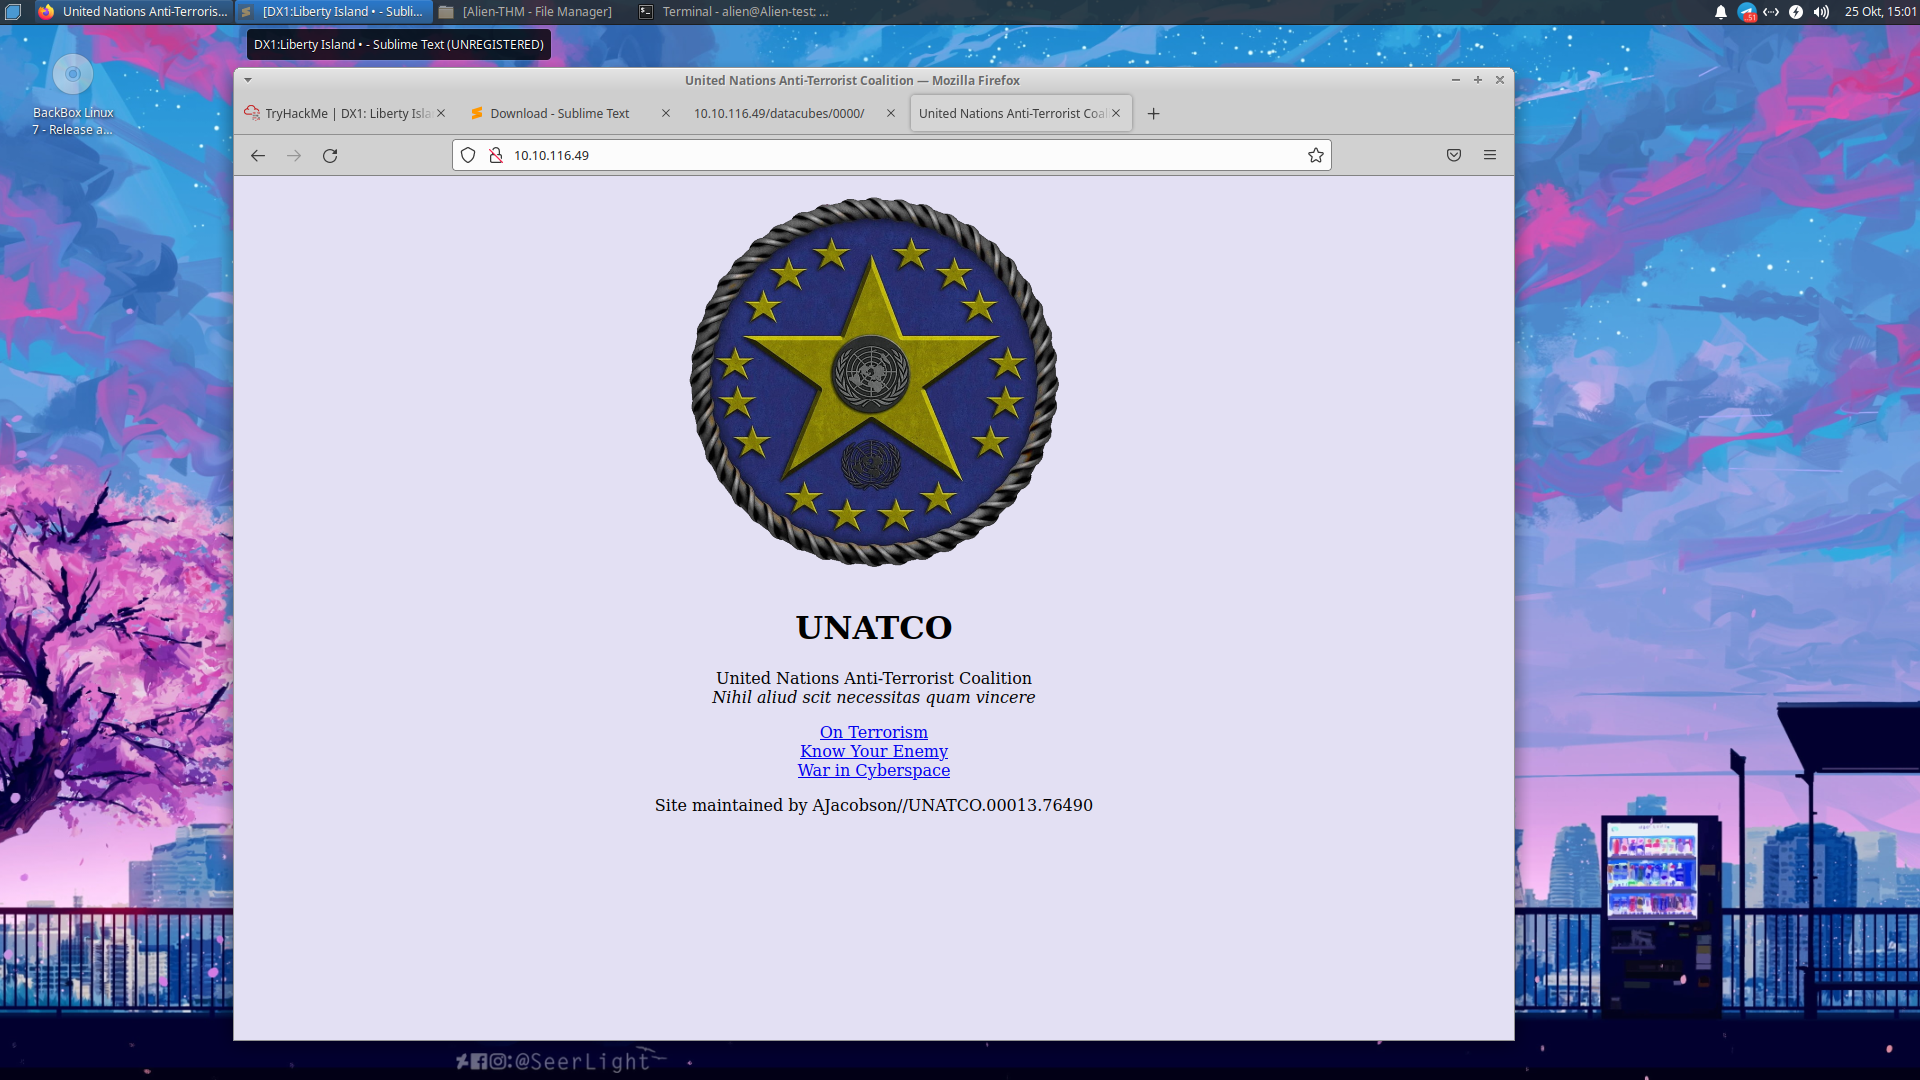 United Nations Anti-Terroris...
[DX1:Liberty Island • - Subli...
[Alien-THM - File Manager]
Terminal - alien@Alien-test: ...
51
25 Okt, 15:01
DX1:Liberty Island • - Sublime Text (UNREGISTERED)
BackBox Linux
7 - Release a...
United Nations Anti-Terrorist Coalition — Mozilla Firefox
TryHackMe | DX1: Liberty Isla
Download - Sublime Text
10.10.116.49/datacubes/0000/
United Nations Anti-Terrorist Coal
10.10.116.49
UNATCO
United Nations Anti-Terrorist Coalition
Nihil aliud scit necessitas quam vincere
On Terrorism
Know Your Enemy
War in Cyberspace
Site maintained by AJacobson//UNATCO.00013.76490
:@SeerLight